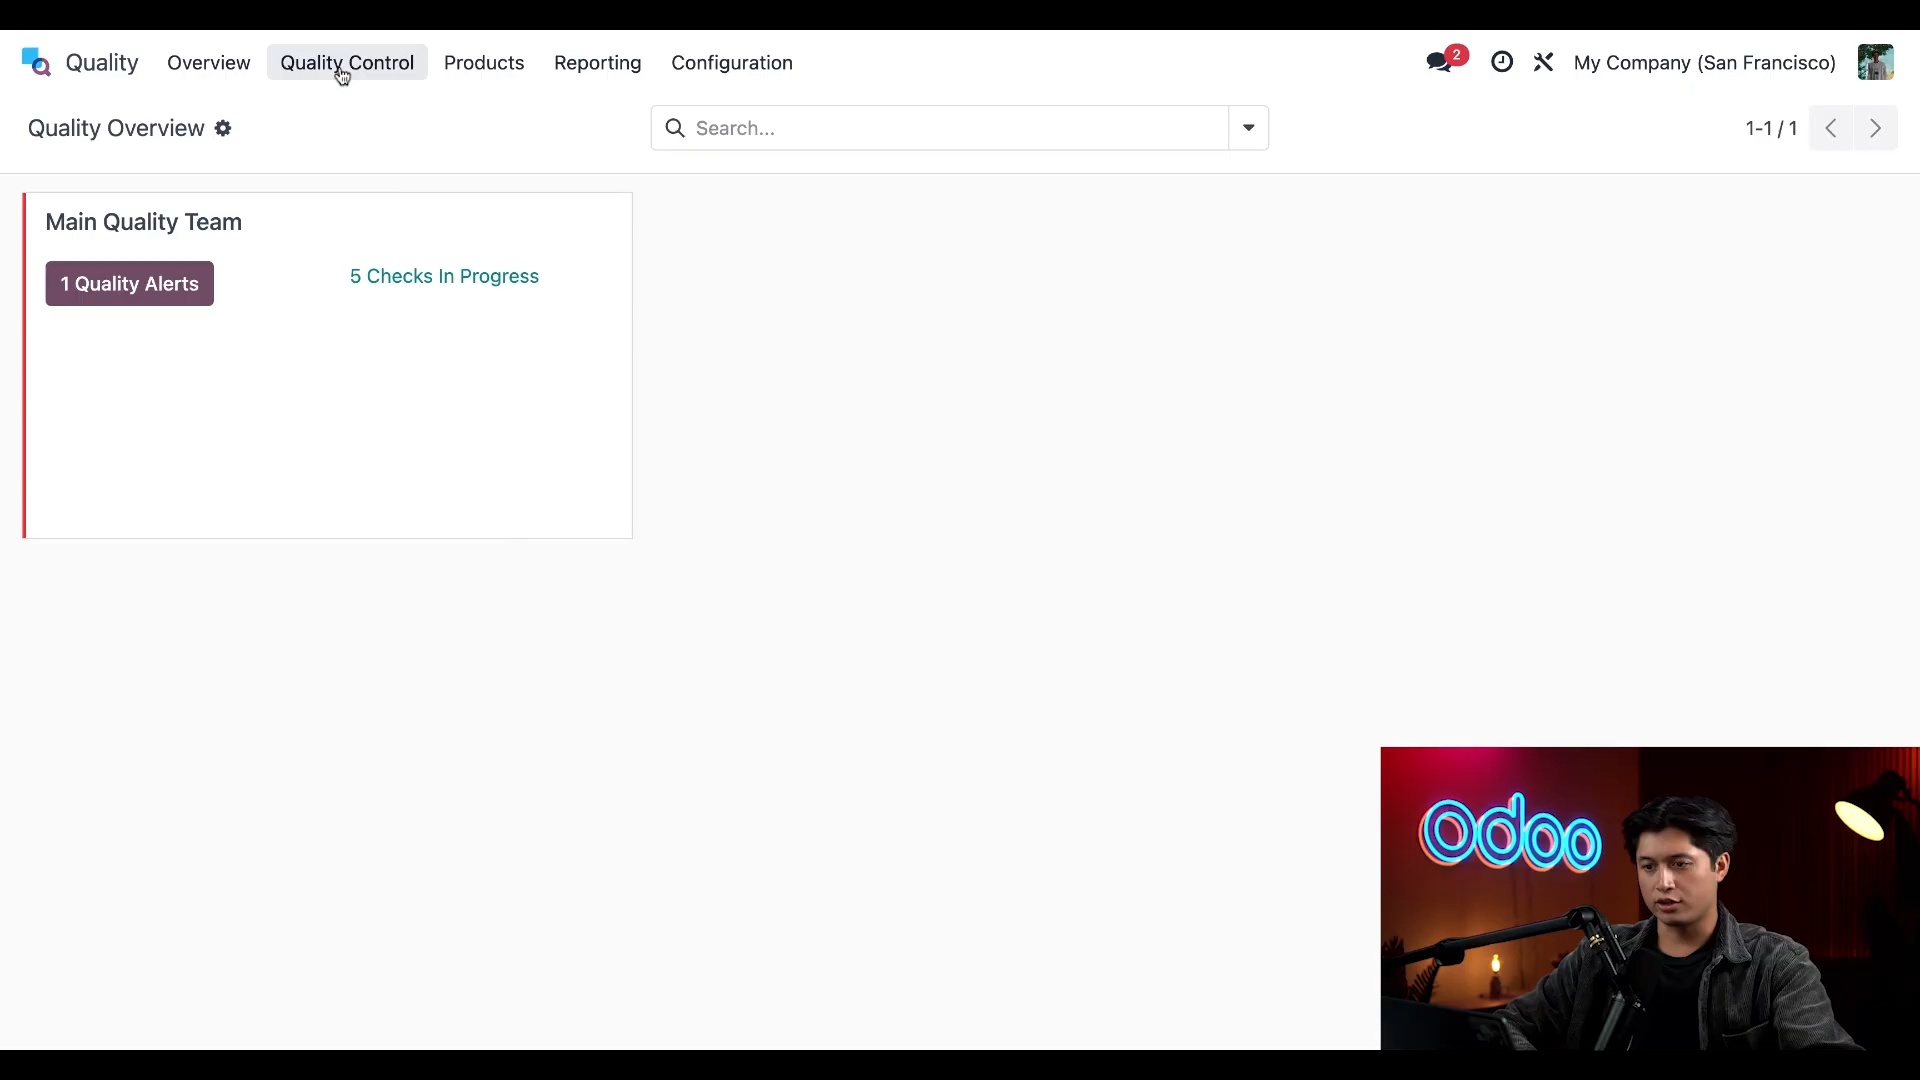 Quality Overview Quality Control Products Reporting Configuration 2 My Company (San Francisco)
Quality Overview Search... 1-1 / 1
Main Quality Team
1 Quality Alerts 5 Checks In Progress
odoo